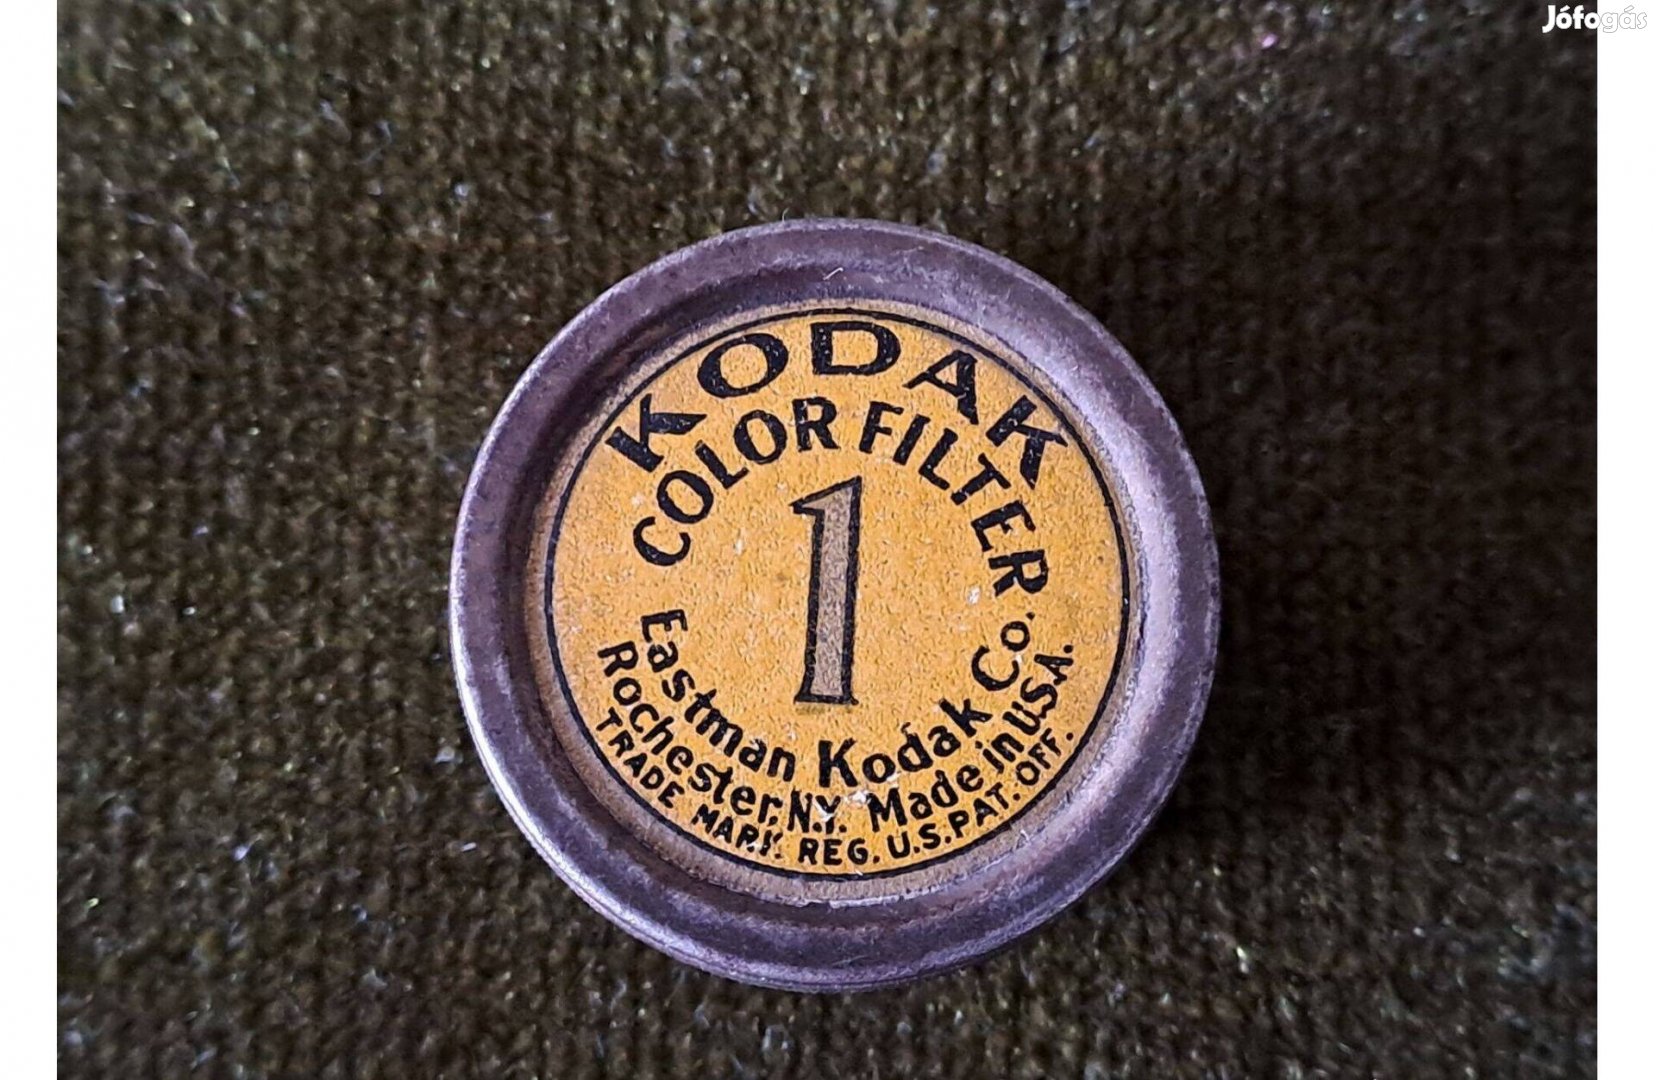 Jófogás
KODAK
COLOR FILTER
1
Eastman Kodak Co.
Rochester, N.Y. Made in U.S.A.
TRADE MARK. REG. U.S. PAT. OFF.